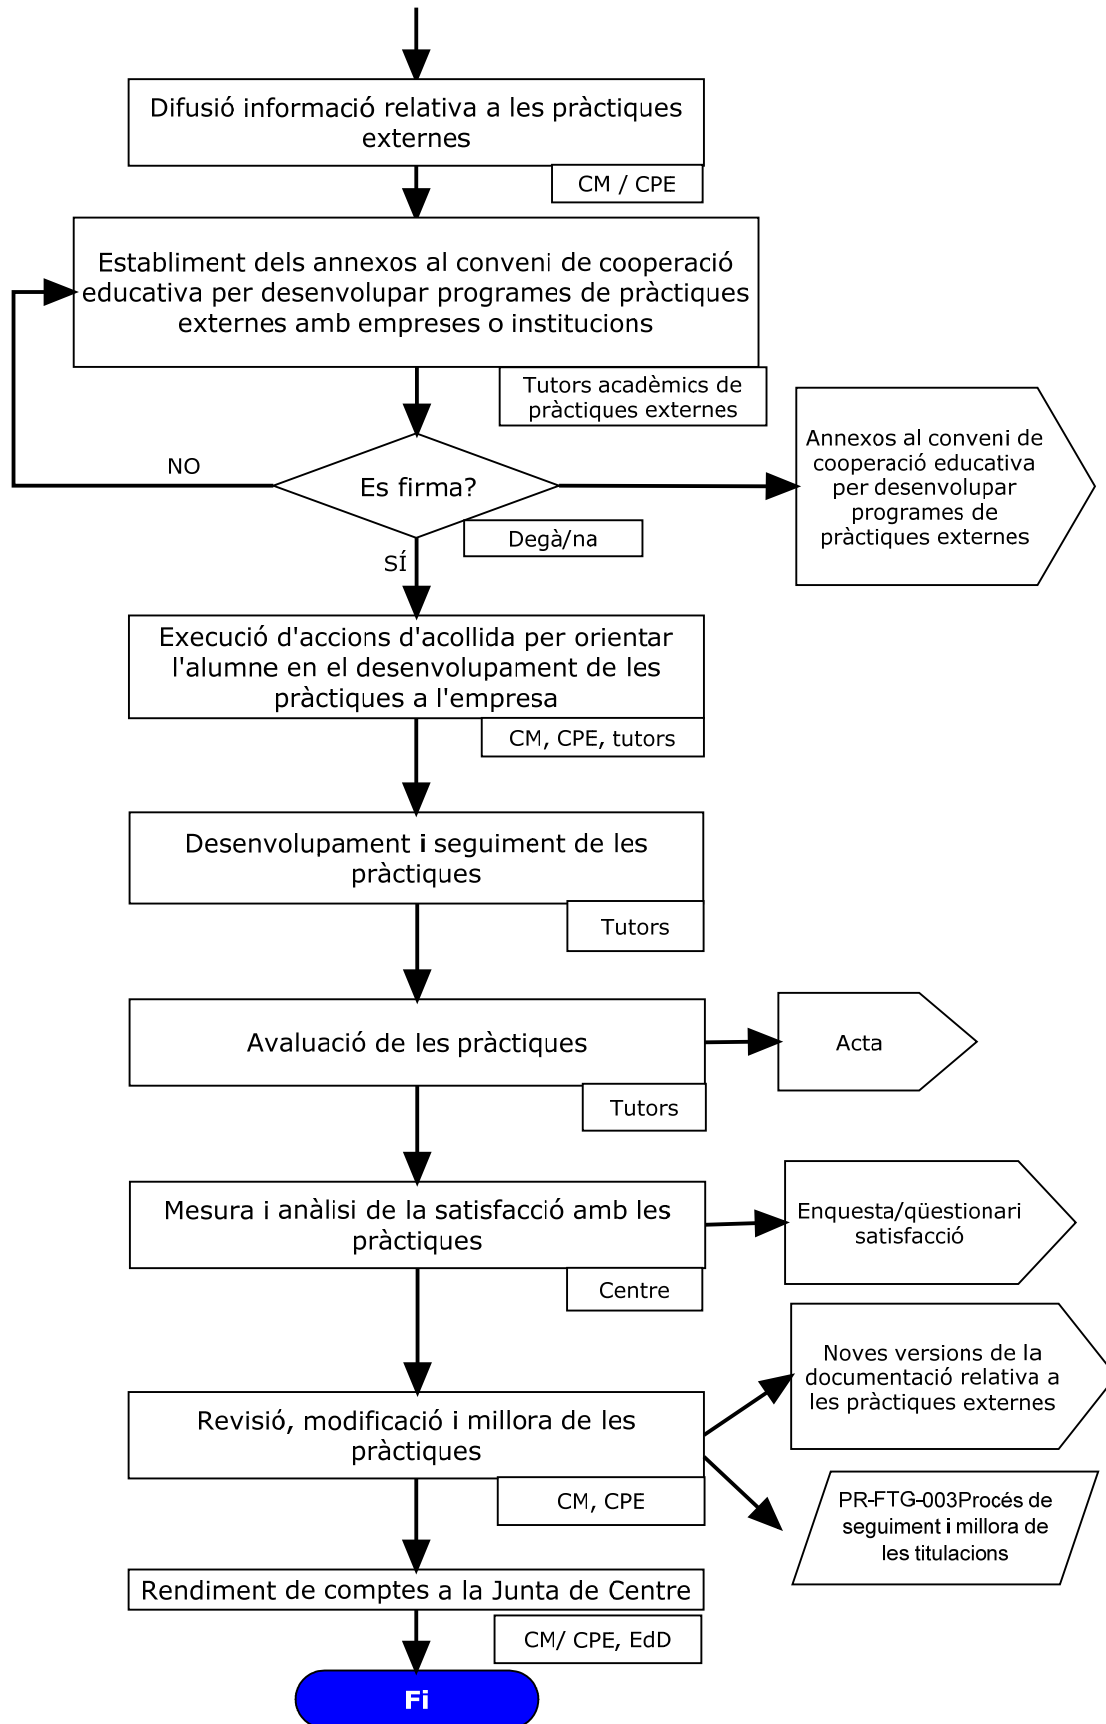 Difusió informació relativa a les pràctiques
externes
CM / CPE
Establiment dels annexos al conveni de cooperació
educativa per desenvolupar programes de pràctiques
externes amb empreses o institucions
Tutors acadèmics de
pràctiques externes
Annexos al conveni de
cooperació educativa
per desenvolupar
programes de
pràctiques externes
NO
Es firma?
Degà/na
SÍ
Execució d'accions d'acollida per orientar
l'alumne en el desenvolupament de les
pràctiques a l'empresa
CM, CPE, tutors
Desenvolupament i seguiment de les
pràctiques
Tutors
Avaluació de les pràctiques
Acta
Tutors
Mesura i anàlisi de la satisfacció amb les
pràctiques
Enquesta/qüestionari
satisfacció
Centre
Noves versions de la
documentació relativa a
les pràctiques externes
Revisió, modificació i millora de les
pràctiques
CM, CPE
PR-FTG-003Procés de
seguiment i millora de
les titulacions
Rendiment de comptes a la Junta de Centre
CM/ CPE, EdD
Fi